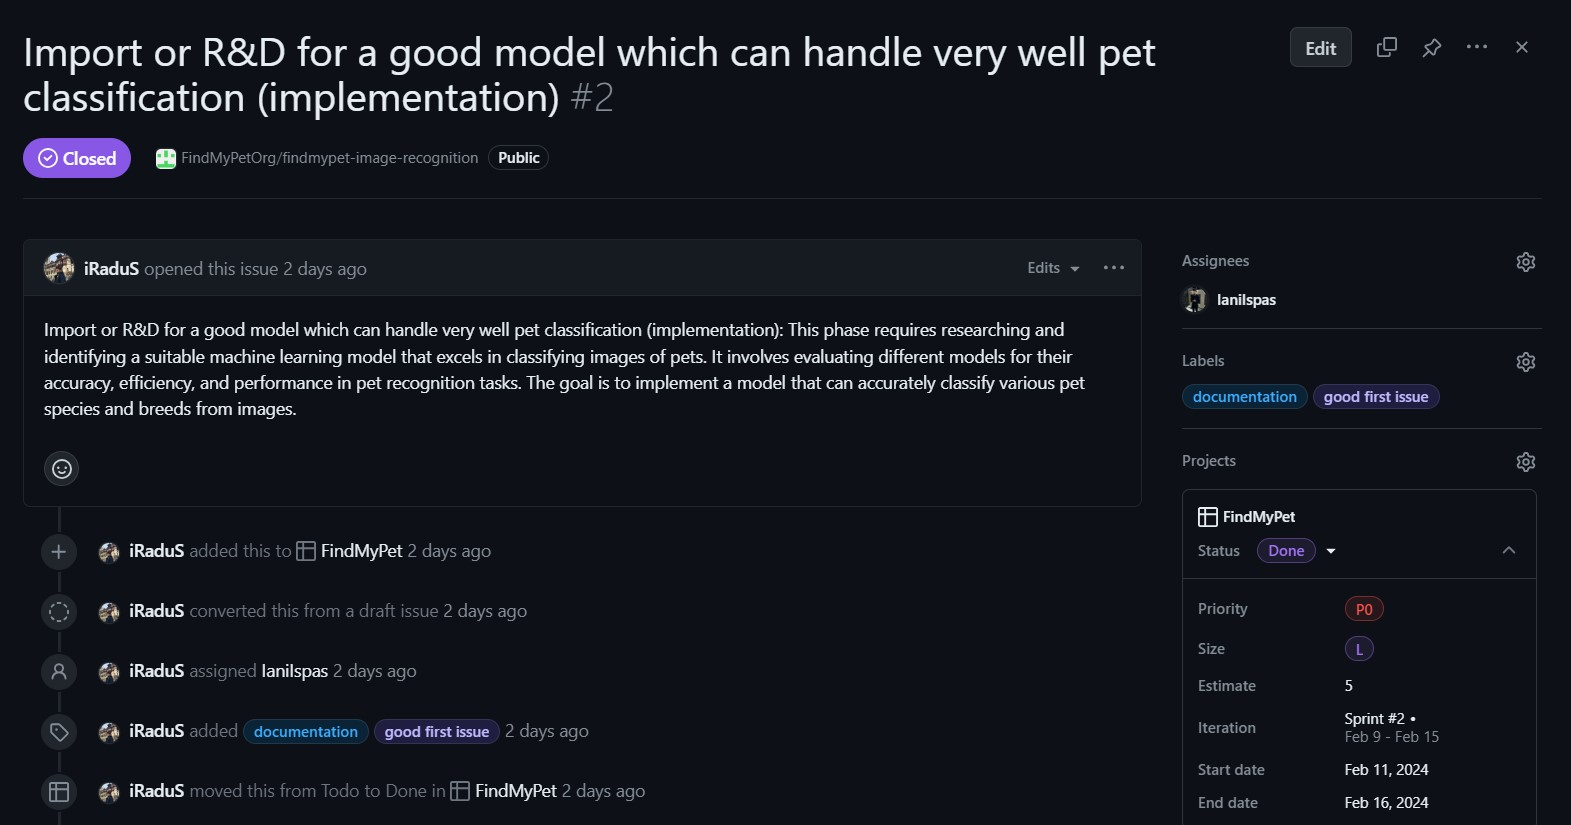 Import or R&D for a good model which can handle very well pet
classification (implementation) #2
Edit
Closed
FindMyPetOrg/findmypet-image-recognition
Public
iRaduS opened this issue 2 days ago
Edits
Import or R&D for a good model which can handle very well pet classification (implementation): This phase requires researching and
identifying a suitable machine learning model that excels in classifying images of pets. It involves evaluating different models for their
accuracy, efficiency, and performance in pet recognition tasks. The goal is to implement a model that can accurately classify various pet
species and breeds from images.
iRaduS added this to FindMyPet 2 days ago
iRaduS converted this from a draft issue 2 days ago
iRaduS assigned IaniIspas 2 days ago
iRaduS added documentation good first issue 2 days ago
iRaduS moved this from Todo to Done in FindMyPet 2 days ago
Assignees
IaniIspas
Labels
documentation good first issue
Projects
FindMyPet
Status Done
Priority P0
Size L
Estimate 5
Iteration Sprint #2 •
Feb 9 - Feb 15
Start date Feb 11, 2024
End date Feb 16, 2024